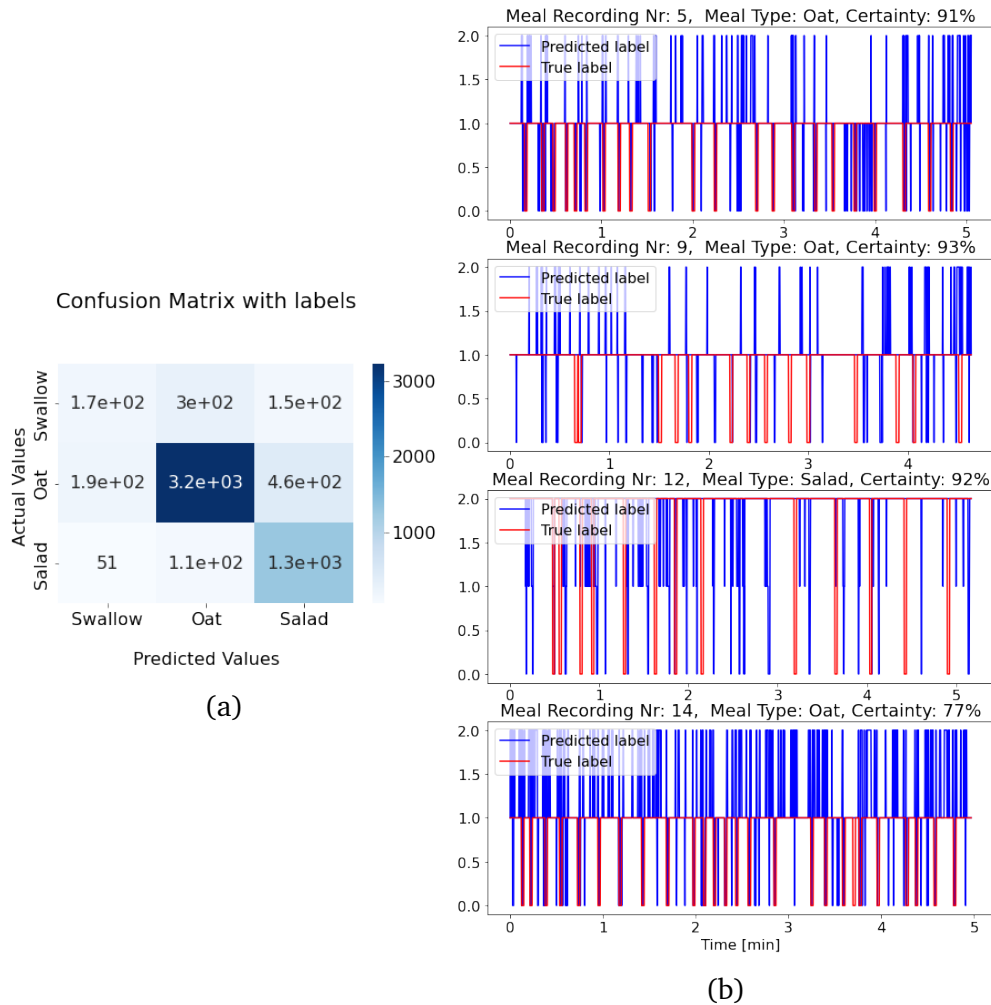 Confusion Matrix with labels
Actual Values
Swallow
Oat
Salad
1.7e+02 3e+02 1.5e+02
1.9e+02 3.2e+03 4.6e+02
51 1.1e+02 1.3e+03
Swallow Oat Salad
Predicted Values
3000
2000
1000
(a)
Meal Recording Nr: 5, Meal Type: Oat, Certainty: 91%
Predicted label
True label
2.0
1.5
1.0
0.5
0.0
0 1 2 3 4 5
Meal Recording Nr: 9, Meal Type: Oat, Certainty: 93%
Predicted label
True label
2.0
1.5
1.0
0.5
0.0
0 1 2 3 4
Meal Recording Nr: 12, Meal Type: Salad, Certainty: 92%
Predicted label
True label
2.0
1.5
1.0
0.5
0.0
0 1 2 3 4 5
Meal Recording Nr: 14, Meal Type: Oat, Certainty: 77%
Predicted label
True label
2.0
1.5
1.0
0.5
0.0
0 1 2 3 4 5
Time [min]
(b)